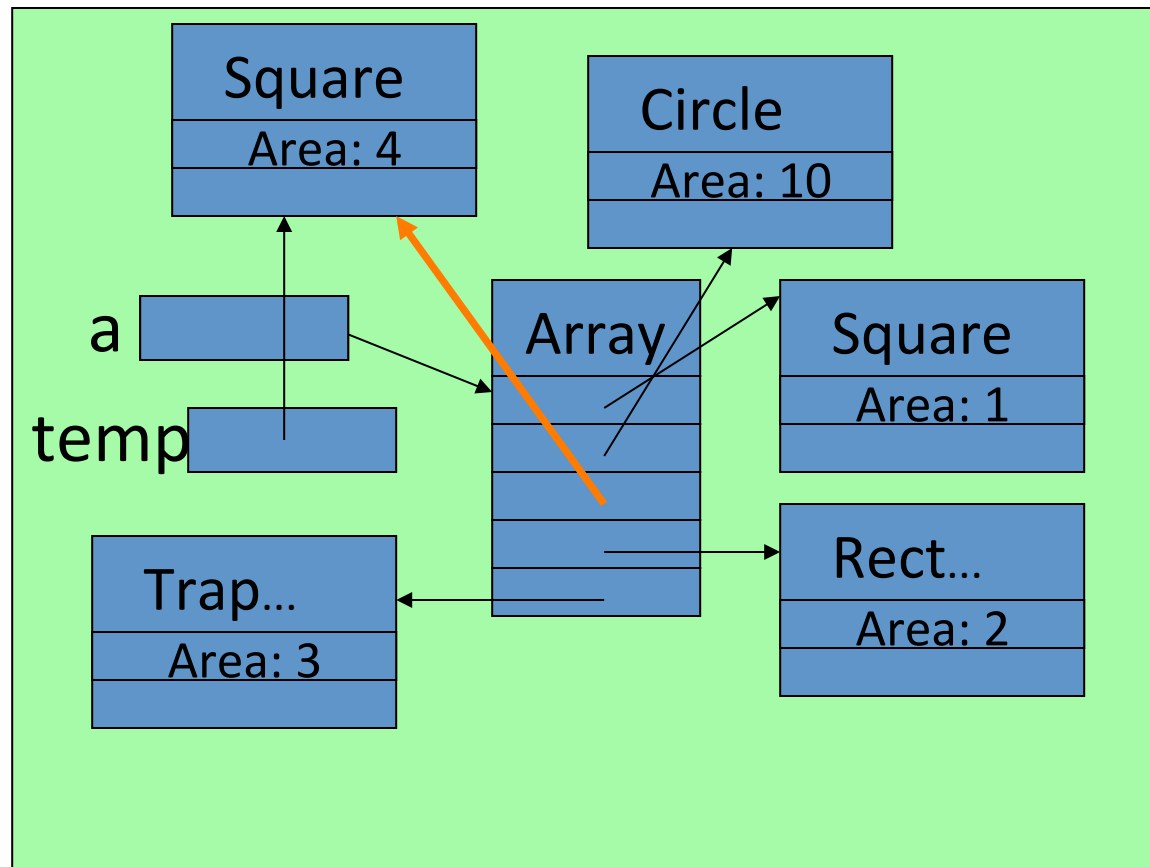 Square
Area: 4
Circle
Area: 10
a
Array
Square
Area: 1
temp
Trap...
Area: 3
Rect...
Area: 2